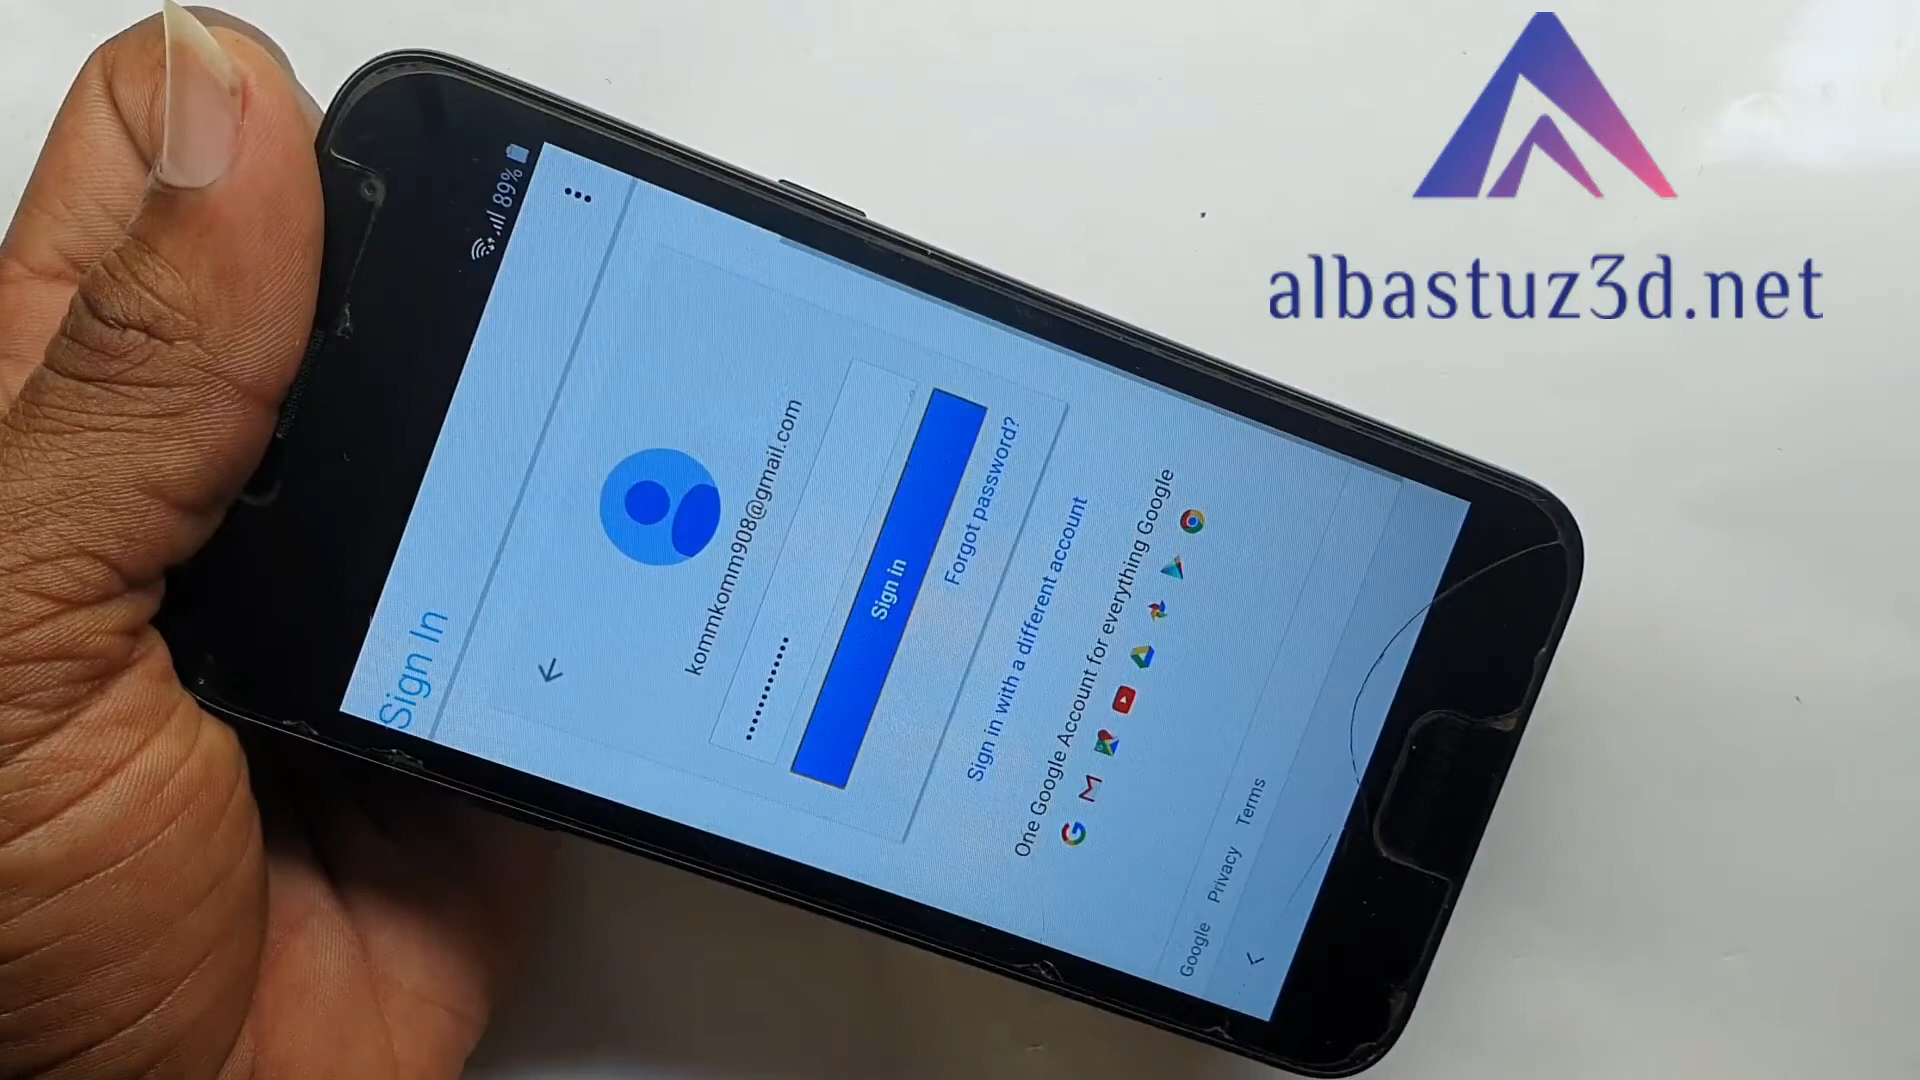 albastuz3d.net
89%
Sign In
kommkomm908@gmail.com
••••••••••••
Sign in
Forgot password?
Sign in with a different account
One Google Account for everything Google
Google Privacy Terms